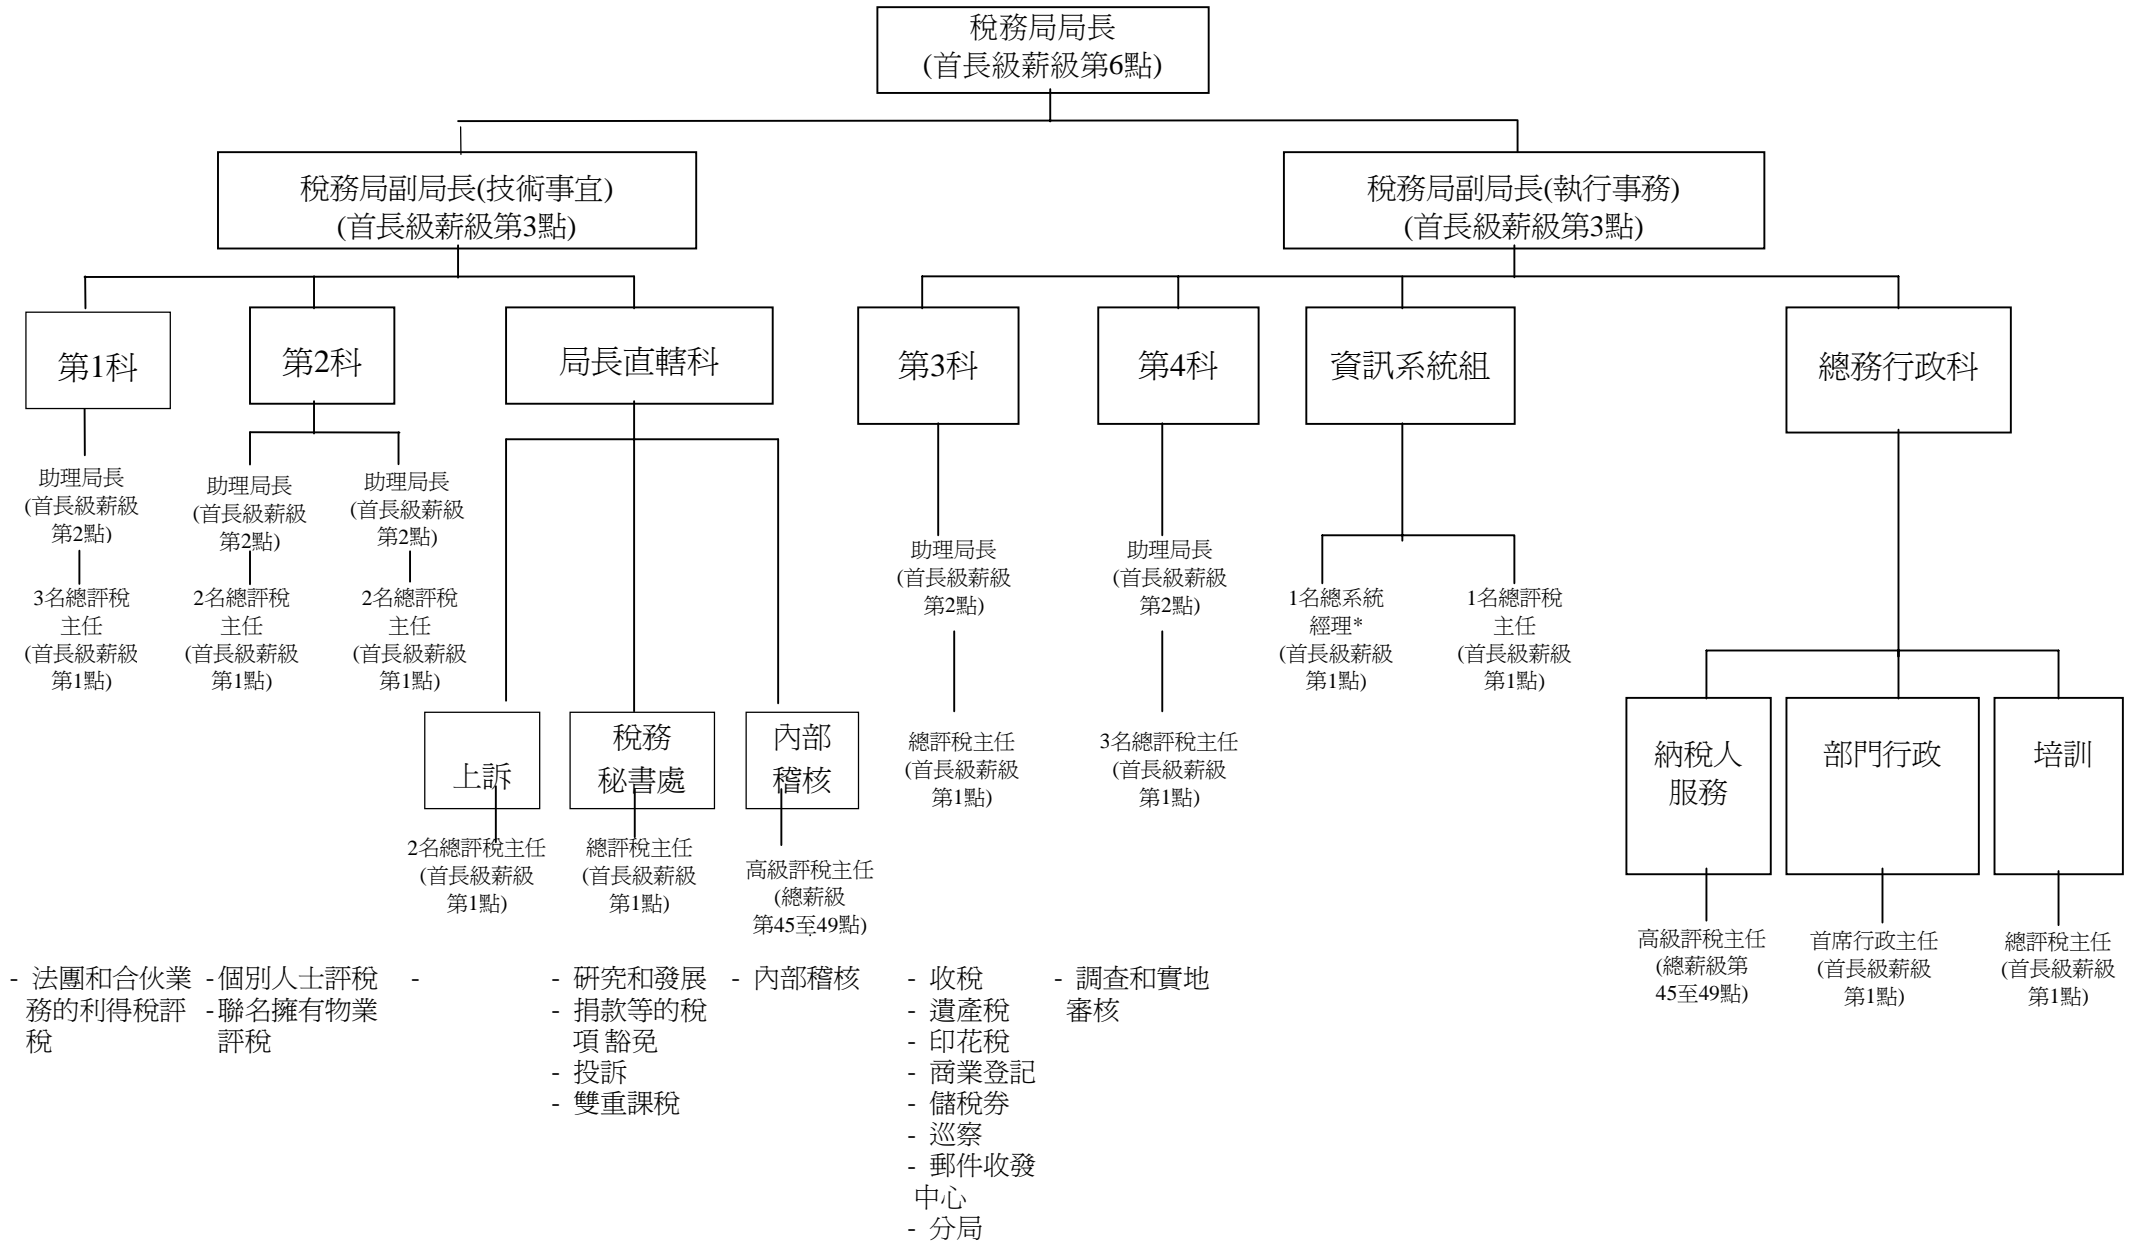 稅務局局長
(首長級薪級第6點)
稅務局副局長(技術事宜)
(首長級薪級第3點)
稅務局副局長(執行事務)
(首長級薪級第3點)
第1科
第2科
局長直轄科
第3科
第4科
資訊系統組
總務行政科
助理局長
(首長級薪級
第2點)
助理局長
(首長級薪級
第2點)
助理局長
(首長級薪級
第2點)
助理局長
(首長級薪級
第2點)
助理局長
(首長級薪級
第2點)
3名總評稅
主任
(首長級薪級
第1點)
2名總評稅
主任
(首長級薪級
第1點)
2名總評稅
主任
(首長級薪級
第1點)
1名總系統
經理*
(首長級薪級
第1點)
1名總評稅
主任
(首長級薪級
第1點)
上訴
稅務
秘書處
內部
稽核
總評稅主任
(首長級薪級
第1點)
3名總評稅主任
(首長級薪級
第1點)
納稅人
服務
部門行政
培訓
2名總評稅主任
(首長級薪級
第1點)
總評稅主任
(首長級薪級
第1點)
高級評稅主任
(總薪級
第45至49點)
高級評稅主任
(總薪級第
45至49點)
首席行政主任
(首長級薪級
第1點)
總評稅主任
(首長級薪級
第1點)
- 法團和合伙業
務的利得稅評
稅
-個別人士評稅
-聯名擁有物業
評稅
-
- 研究和發展
- 捐款等的稅
項 豁免
- 投訴
- 雙重課稅
- 內部稽核
- 收稅
- 遺產稅
- 印花稅
- 商業登記
- 儲稅券
- 巡察
- 郵件收發
中心
- 分局
- 調查和實地
審核